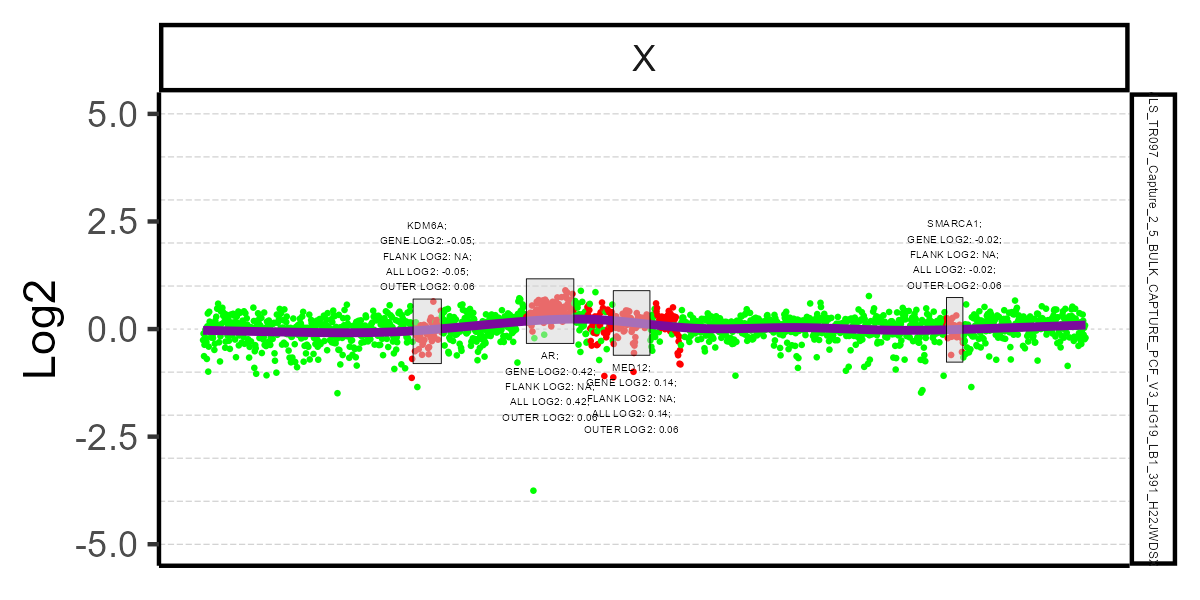 X
5.0
2.5
0.0
-2.5
-5.0
Log2
KDM6A;
GENE LOG2: -0.05;
FLANK LOG2: NA;
ALL LOG2: -0.05;
OUTER LOG2: 0.06
AR;
GENE LOG2: 0.42;
FLANK LOG2: NA;
ALL LOG2: 0.42;
OUTER LOG2: 0.06
MED12;
GENE LOG2: 0.14;
FLANK LOG2: NA;
ALL LOG2: 0.14;
OUTER LOG2: 0.06
SMARCA1;
GENE LOG2: -0.02;
FLANK LOG2: NA;
ALL LOG2: -0.02;
OUTER LOG2: 0.06
LS_TR097_Capture_2_5_BULK_CAPTURE_PCF_V3_HG19_LB1_391_H22JWDS